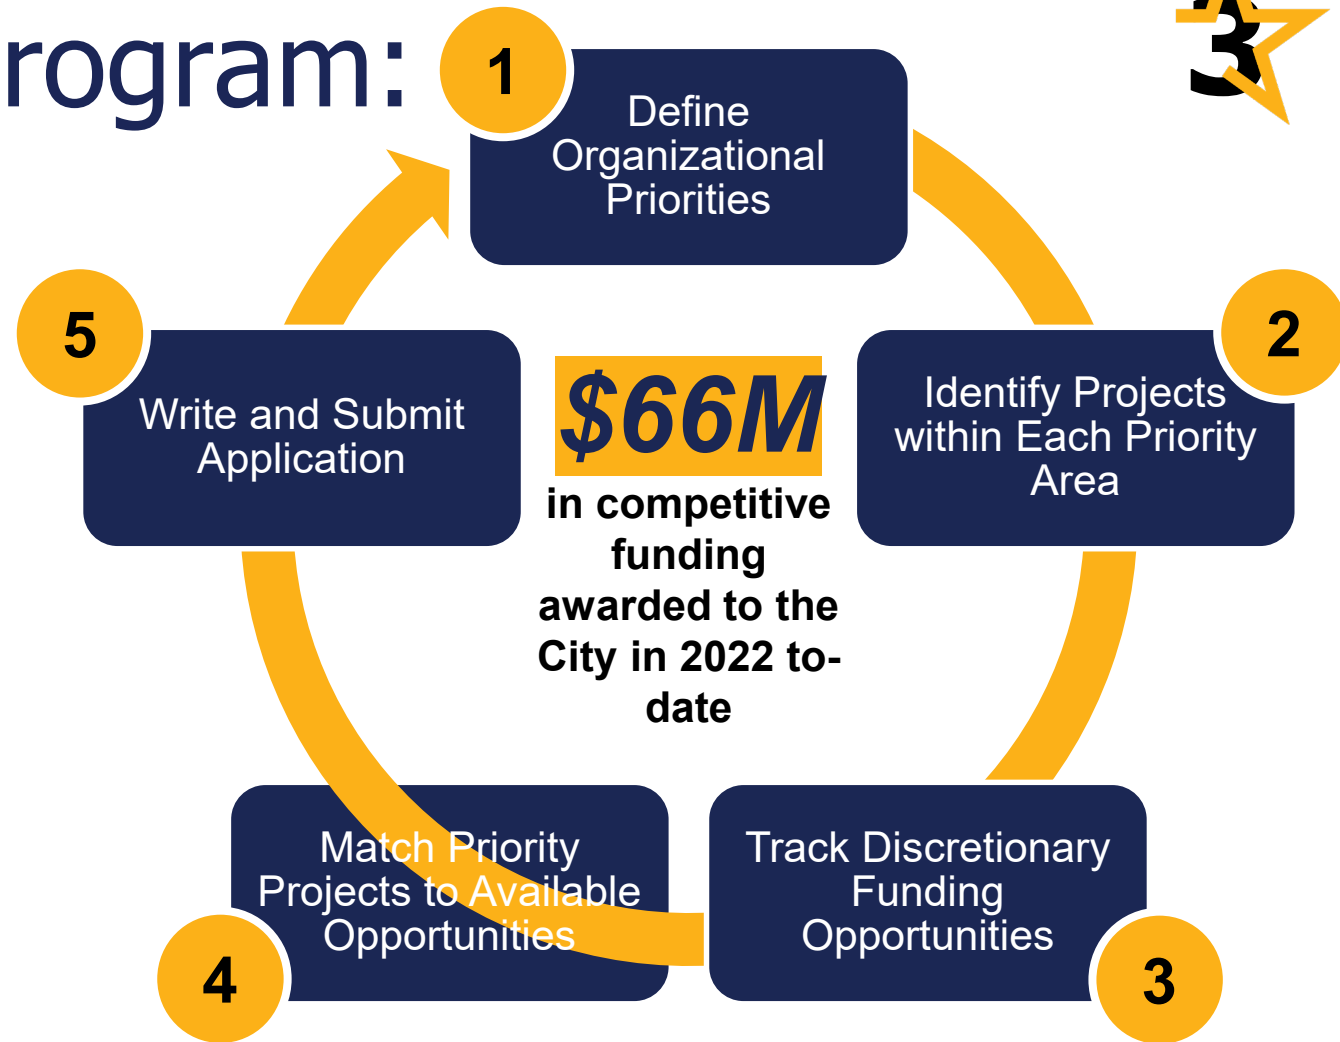 rogram:
3
1
Define
Organizational
Priorities
2
Identify Projects
within Each Priority
Area
3
Track Discretionary
Funding
Opportunities
4
Match Priority
Projects to Available
Opportunities
5
Write and Submit
Application
$66M
in competitive
funding
awarded to the
City in 2022 to-
date